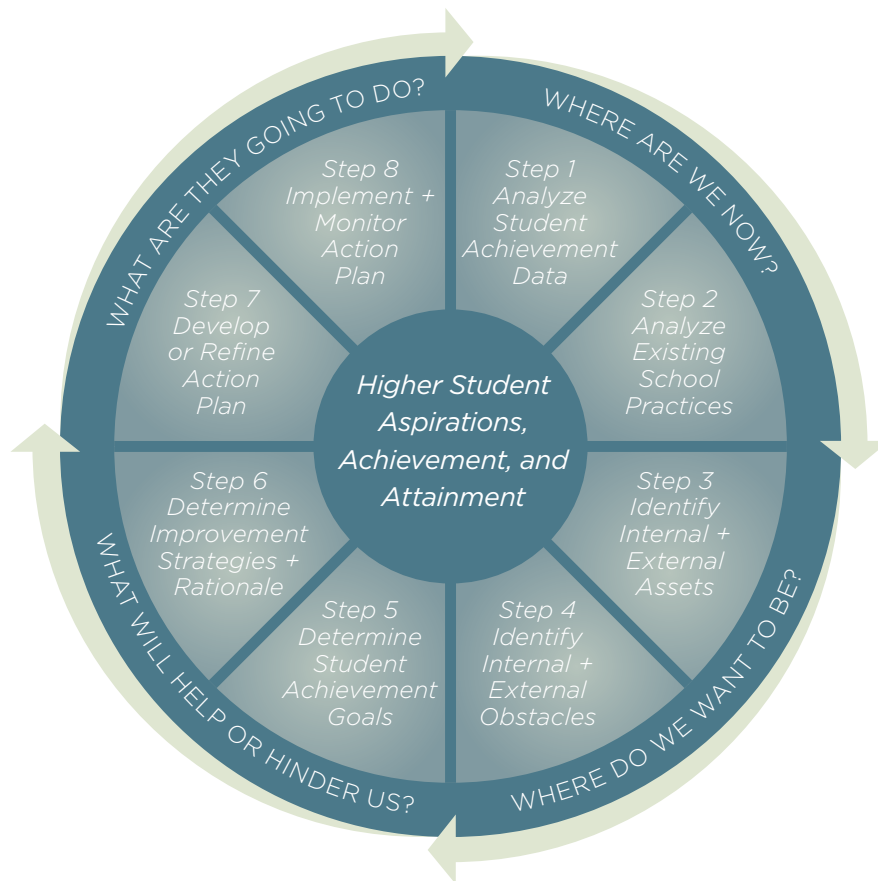 WHAT ARE THEY GOING TO DO?
WHERE ARE WE NOW?
Step 8
Implement +
Monitor
Action
Plan
Step 1
Analyze
Student
Achievement
Data
Step 7
Develop
or Refine
Action
Plan
Step 2
Analyze
Existing
School
Practices
Higher Student
Aspirations,
Achievement, and
Attainment
Step 6
Determine
Improvement
Strategies +
Rationale
Step 3
Identify
Internal +
External
Assets
Step 5
Determine
Student
Achievement
Goals
Step 4
Identify
Internal +
External
Obstacles
WHAT WILL HELP OR HINDER US?
WHERE DO WE WANT TO BE?